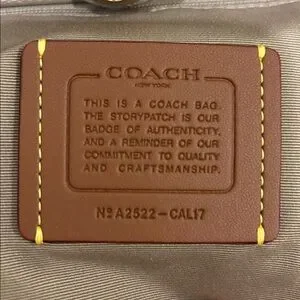 COACH
NEW YORK
THIS IS A COACH BAG.
THE STORYPATCH IS OUR
BADGE OF AUTHENTICITY,
AND A REMINDER OF OUR
COMMITMENT TO QUALITY
AND CRAFTSMANSHIP.
Nº A2522-CAL17